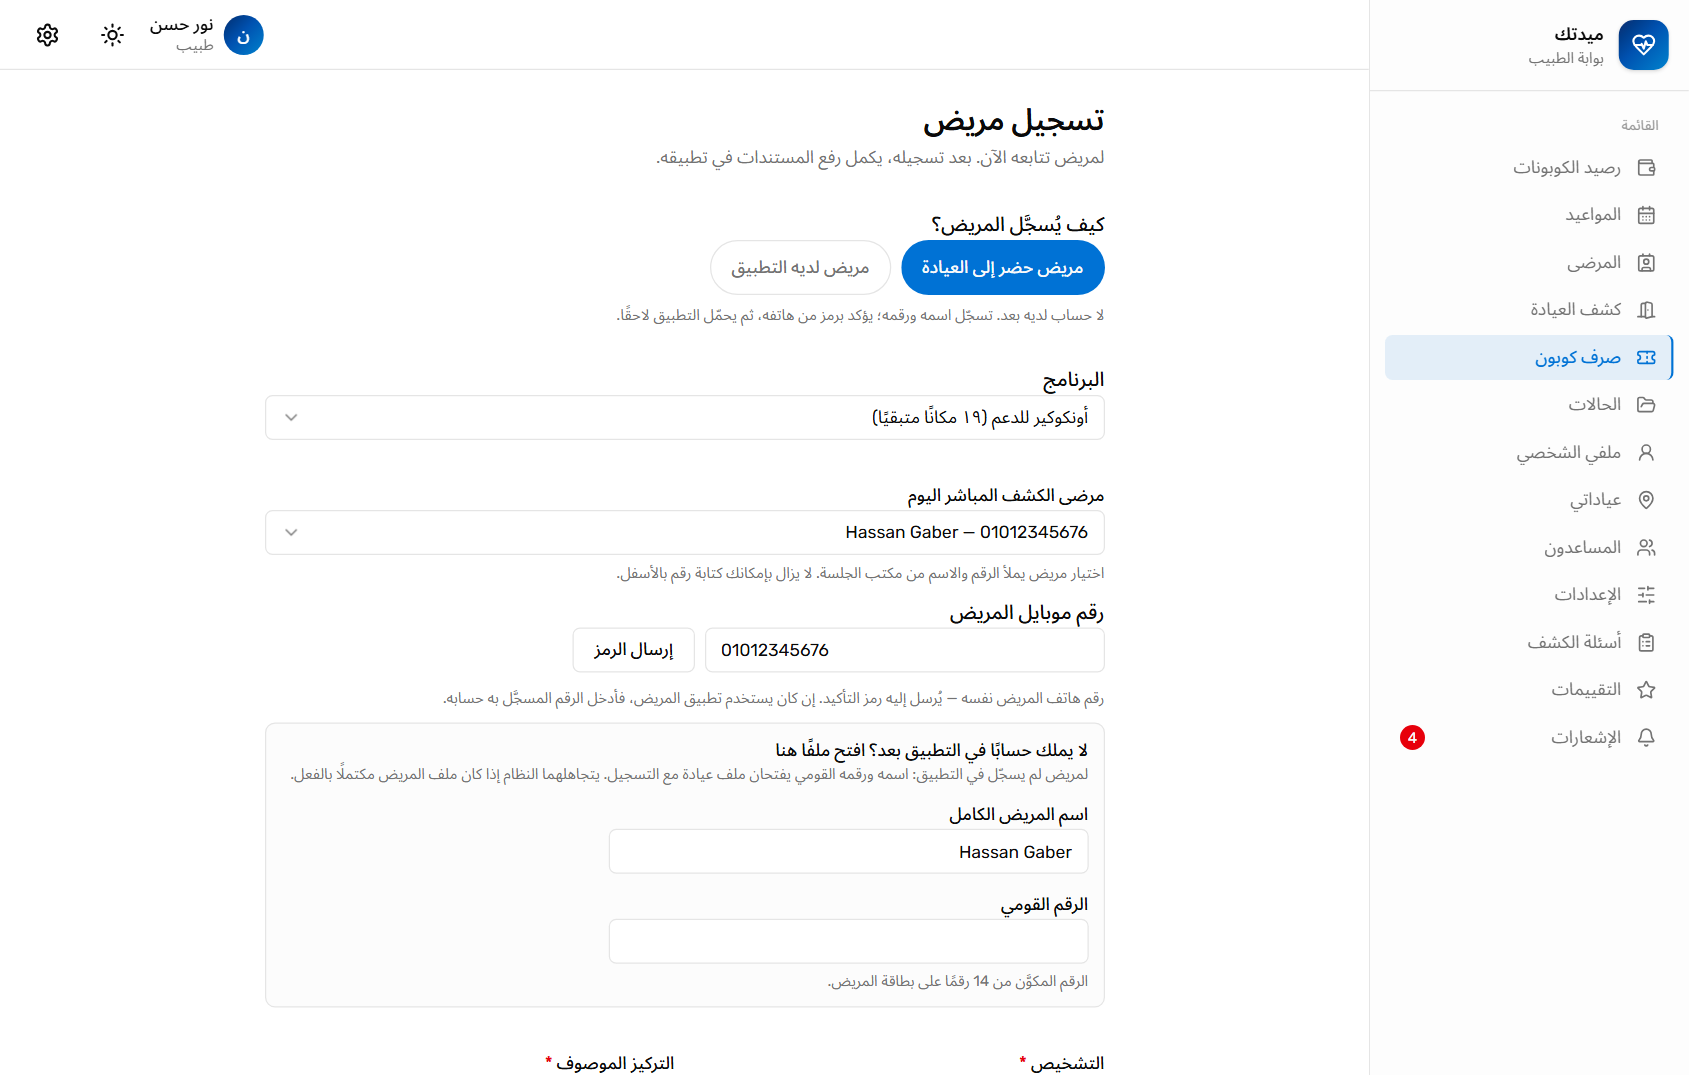 ميدتك
بوابة الطبيب
القائمة
رصيد الكوبونات
المواعيد
المرضى
كشف العيادة
صرف كوبون
الحالات
ملفي الشخصي
عياداتي
المساعدون
الإعدادات
أسئلة الكشف
التقييمات
الإشعارات
4
ن
نور حسن
طبيب
تسجيل مريض
لمريض تتابعه الآن. بعد تسجيله، يكمل رفع المستندات في تطبيقه.
كيف يُسجَّل المريض؟
مريض حضر إلى العيادة
مريض لديه التطبيق
لا حساب لديه بعد. تسجّل اسمه ورقمه؛ يؤكد برمز من هاتفه، ثم يحمّل التطبيق لاحقًا.
البرنامج
أونكوكير للدعم (١٩ مكانًا متبقيًا)
مرضى الكشف المباشر اليوم
Hassan Gaber – 01012345676
اختيار مريض يملأ الرقم والاسم من مكتب الجلسة. لا يزال بإمكانك كتابة رقم بالأسفل.
رقم موبايل المريض
01012345676
إرسال الرمز
رقم هاتف المريض نفسه – يُرسل إليه رمز التأكيد. إن كان يستخدم تطبيق المريض، فأدخل الرقم المسجَّل به حسابه.
لا يملك حسابًا في التطبيق بعد؟ افتح ملفًا هنا
لمريض لم يسجّل في التطبيق: اسمه ورقمه القومي يفتحان ملف عيادة مع التسجيل. يتجاهلهما النظام إذا كان ملف المريض مكتملًا بالفعل.
اسم المريض الكامل
Hassan Gaber
الرقم القومي
الرقم المكوَّن من 14 رقمًا على بطاقة المريض.
التشخيص *
التركيز الموصوف *